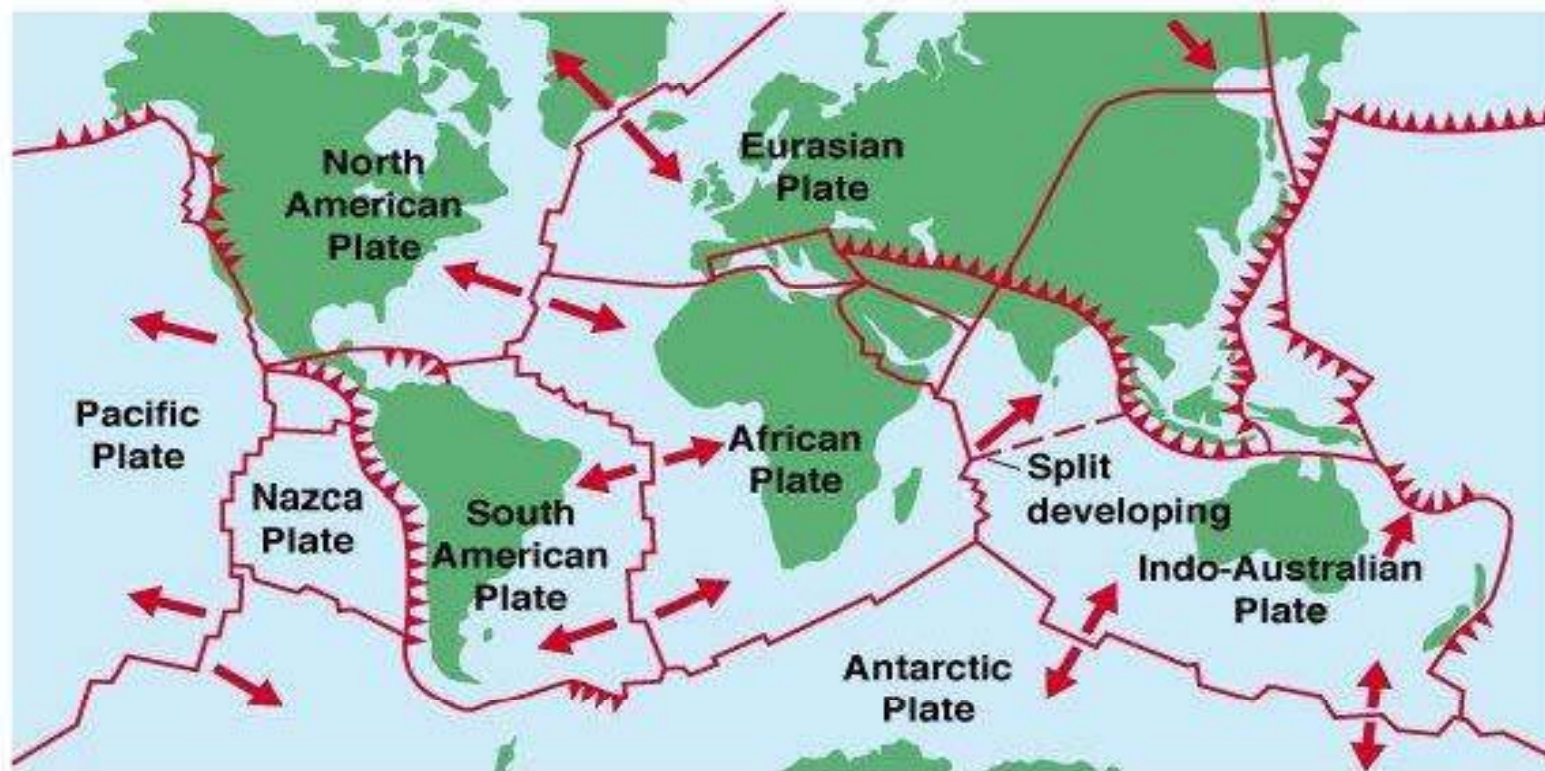 North
American
Plate
Eurasian
Plate
Pacific
Plate
Nazca
Plate
South
American
Plate
African
Plate
Split
developing
Indo-Australian
Plate
Antarctic
Plate